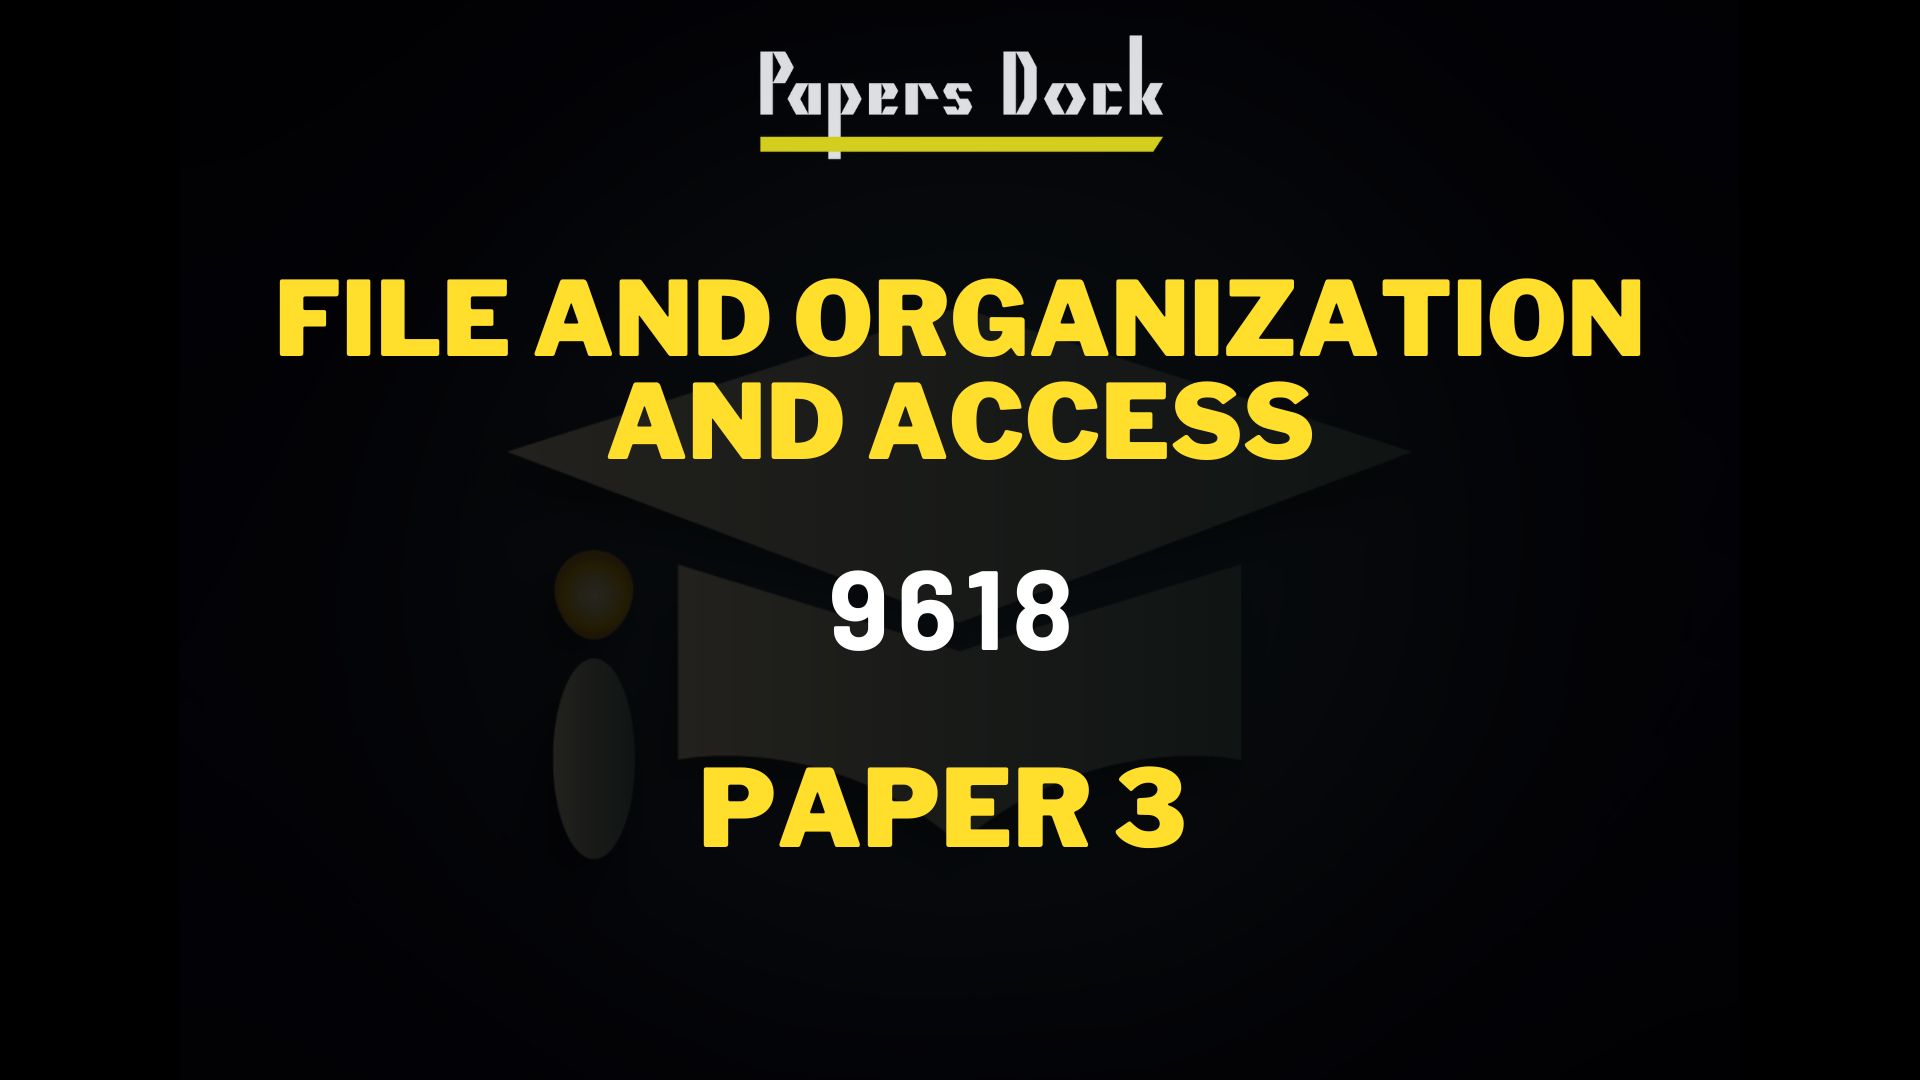 Papers Dock
FILE AND ORGANIZATION
AND ACCESS
9618
PAPER 3